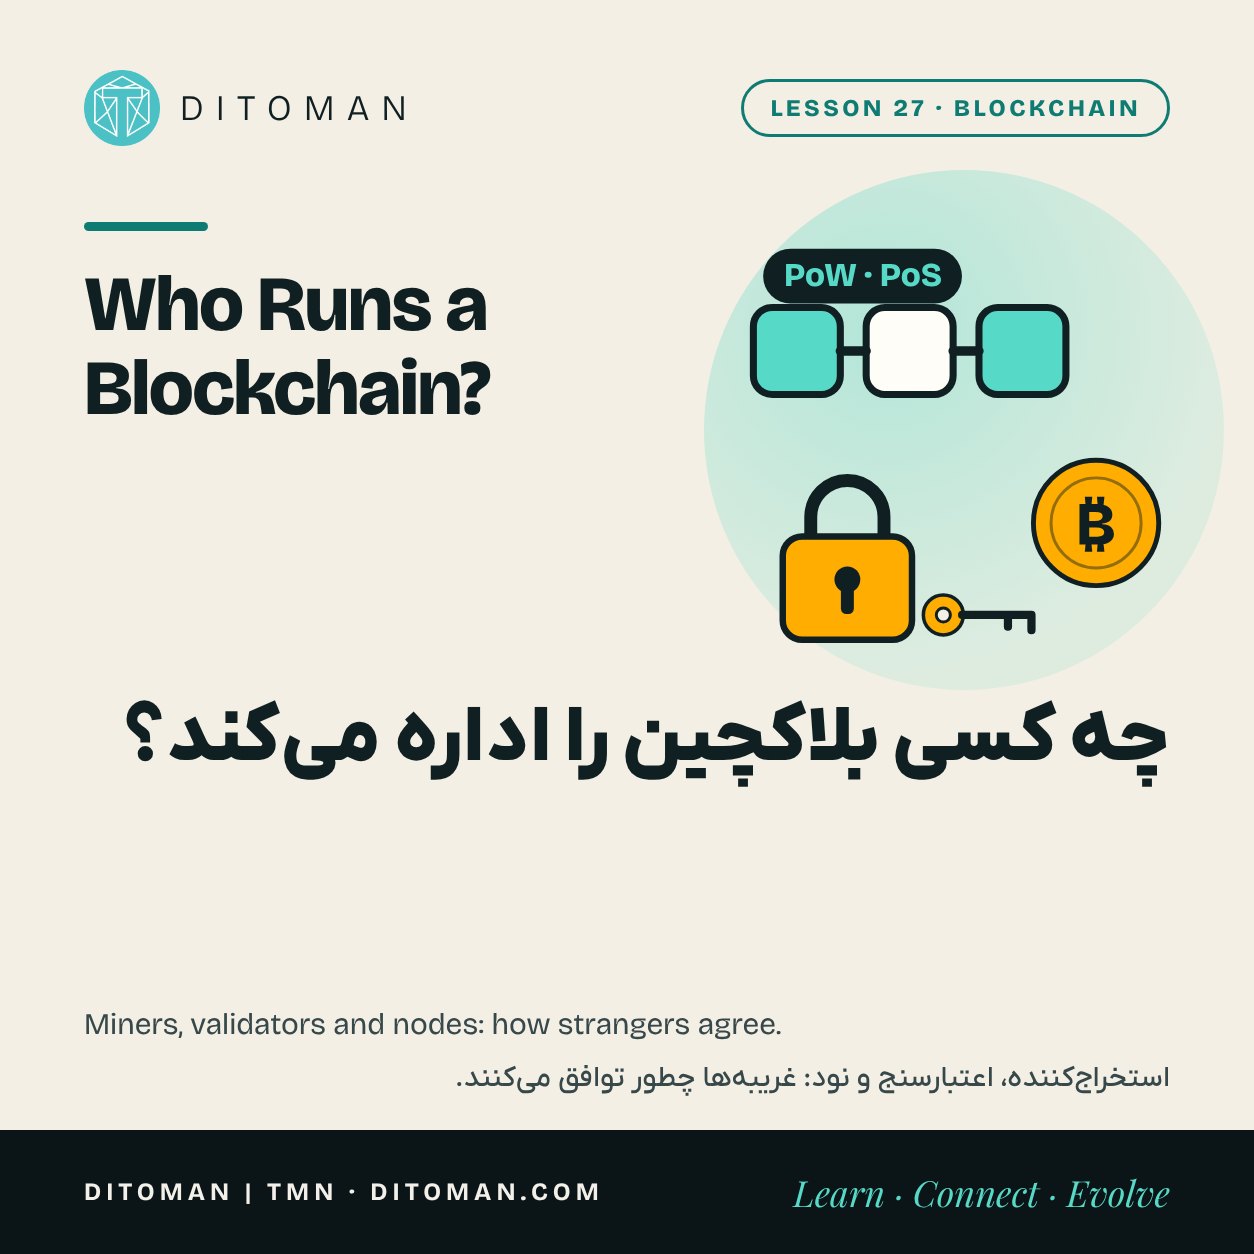 DITOMAN
LESSON 27 · BLOCKCHAIN
Who Runs a
Blockchain?
PoW · PoS
چه کسی بلاکچین را اداره می‌کند؟
Miners, validators and nodes: how strangers agree.
استخراج‌کننده، اعتبارسنج و نود: غریبه‌ها چطور توافق می‌کنند.
DITOMAN | TMN · DITOMAN.COM
Learn · Connect · Evolve